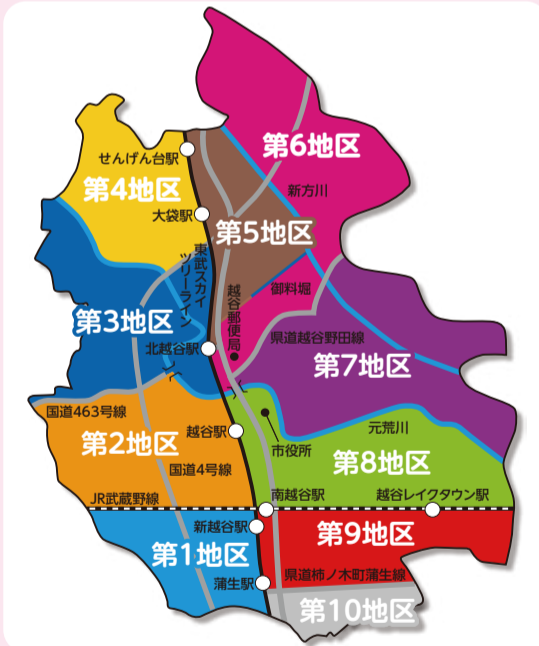 第6地区
せんげん台駅
第4地区
新方川
大袋駅
第5地区
東武スカイ
ツリーライン
御料堀
越谷郵便局
第3地区
県道越谷野田線
北越谷駅
第7地区
国道463号線
元荒川
越谷駅
第2地区
市役所
第8地区
国道4号線
JR武蔵野線
南越谷駅
越谷レイクタウン駅
新越谷駅
第9地区
第1地区
県道柿ノ木町蒲生線
蒲生駅
第10地区